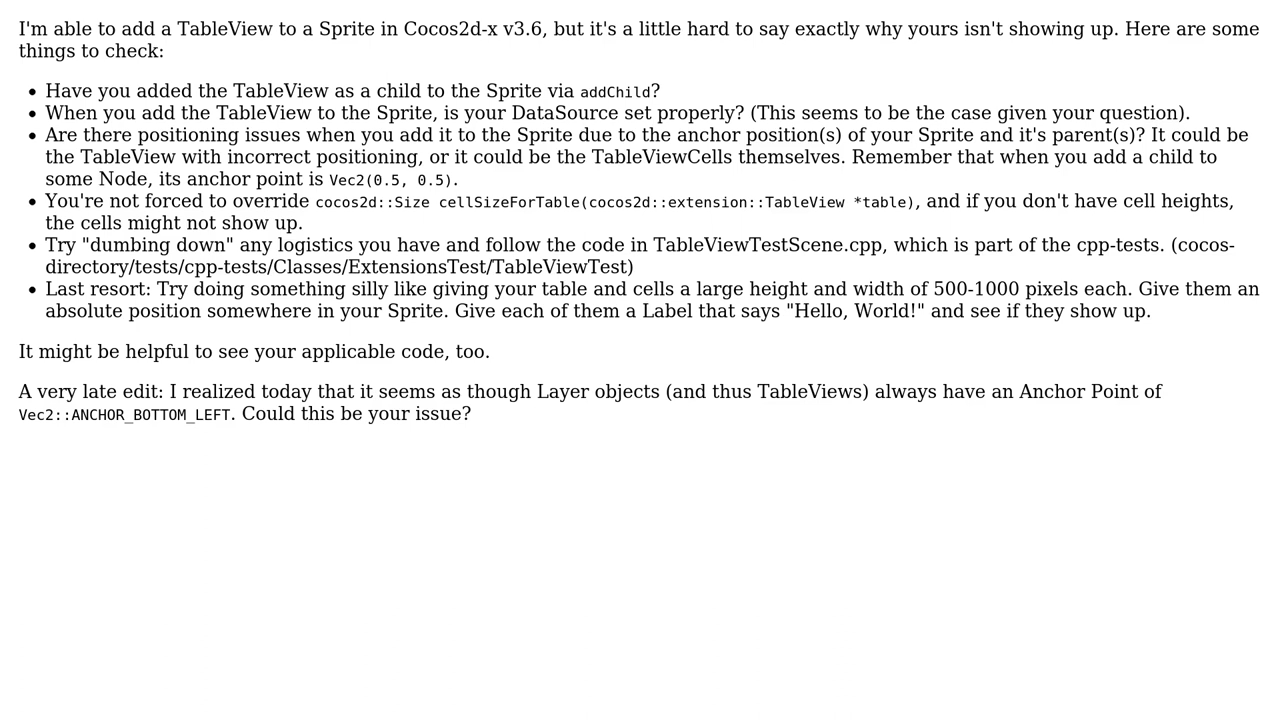 I'm able to add a TableView to a Sprite in Cocos2d-x v3.6, but it's a little hard to say exactly why yours isn't showing up. Here are some
things to check:
• Have you added the TableView as a child to the Sprite via addChild?
• When you add the TableView to the Sprite, is your DataSource set properly? (This seems to be the case given your question).
• Are there positioning issues when you add it to the Sprite due to the anchor position(s) of your Sprite and it's parent(s)? It could be
the TableView with incorrect positioning, or it could be the TableViewCells themselves. Remember that when you add a child to
some Node, its anchor point is Vec2(0.5, 0.5).
• You're not forced to override cocos2d::Size cellSizeForTable(cocos2d::extension::TableView *table), and if you don't have cell heights,
the cells might not show up.
• Try "dumbing down" any logistics you have and follow the code in TableViewTestScene.cpp, which is part of the cpp-tests. (cocos-
directory/tests/cpp-tests/Classes/ExtensionsTest/TableViewTest)
• Last resort: Try doing something silly like giving your table and cells a large height and width of 500-1000 pixels each. Give them an
absolute position somewhere in your Sprite. Give each of them a Label that says "Hello, World!" and see if they show up.
It might be helpful to see your applicable code, too.
A very late edit: I realized today that it seems as though Layer objects (and thus TableViews) always have an Anchor Point of
Vec2::ANCHOR_BOTTOM_LEFT. Could this be your issue?